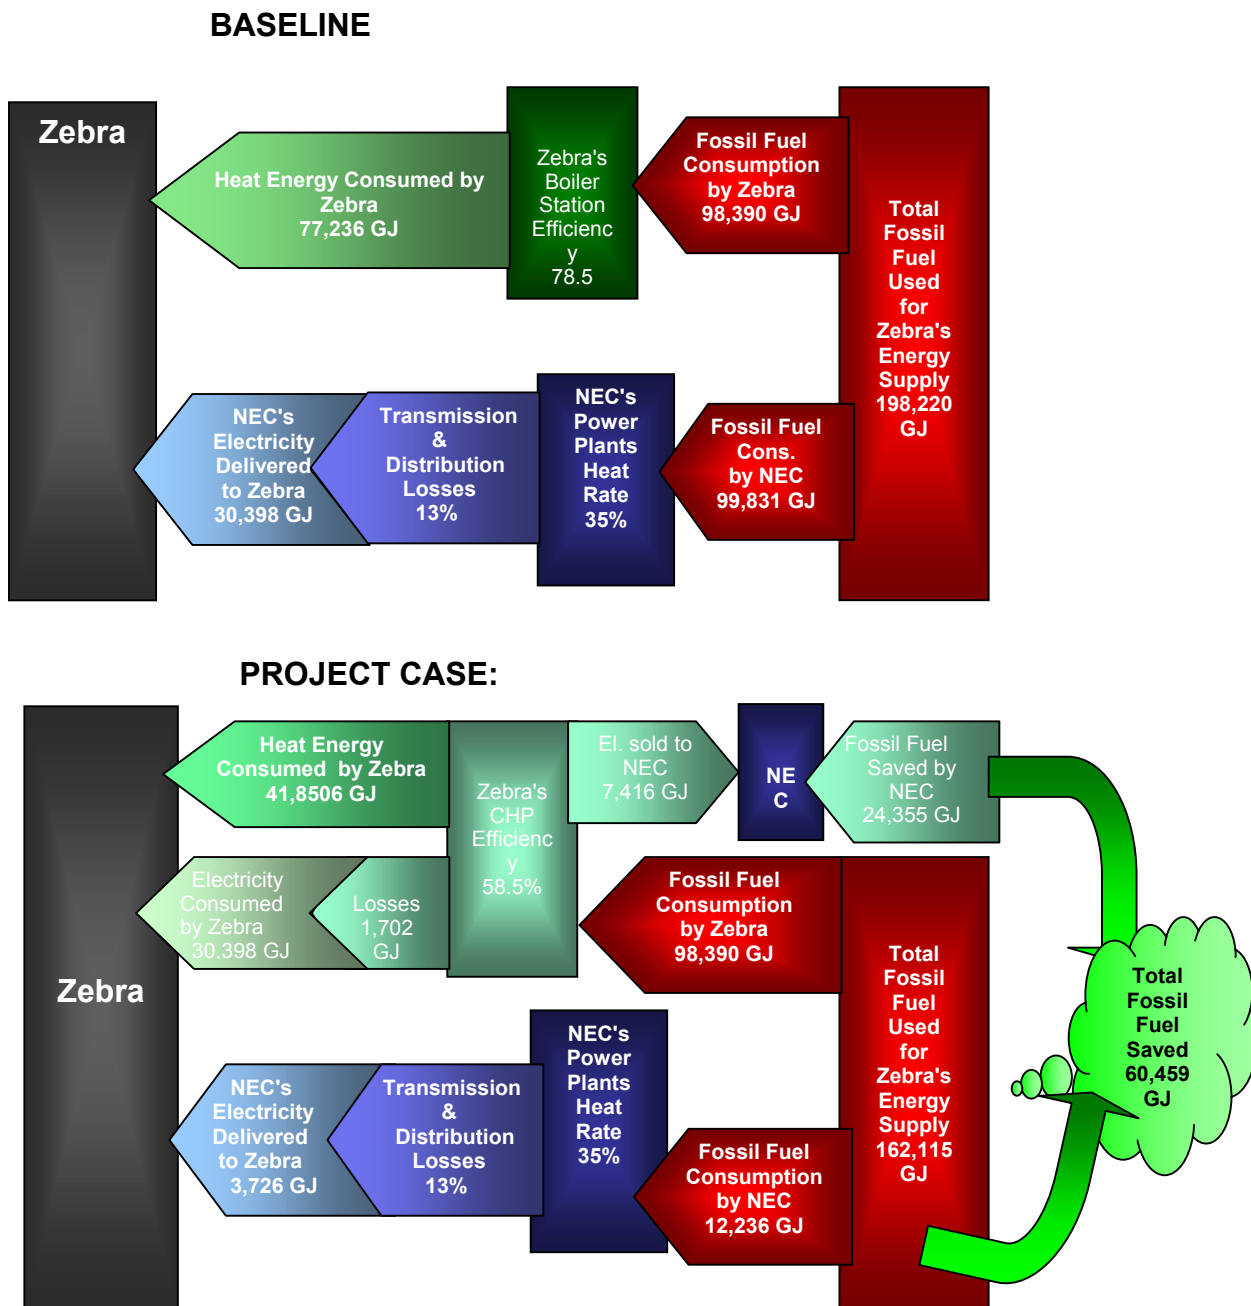 BASELINE
Zebra
Heat Energy Consumed by
Zebra
77,236 GJ
Zebra's
Boiler
Station
Efficienc
y
78.5
Fossil Fuel
Consumption
by Zebra
98,390 GJ
Total
Fossil
Fuel
Used
for
Zebra's
Energy
Supply
198,220
GJ
NEC's
Electricity
Delivered
to Zebra
30,398 GJ
Transmission
&
Distribution
Losses
13%
NEC's
Power
Plants
Heat
Rate
35%
Fossil Fuel
Cons.
by NEC
99,831 GJ
PROJECT CASE:
Zebra
Heat Energy
Consumed by Zebra
41,8506 GJ
Zebra's
CHP
Efficienc
y
58.5%
El. sold to
NEC
7,416 GJ
NE
C
Fossil Fuel
Saved by
NEC
24,355 GJ
Electricity
Consumed
by Zebra
30.398 GJ
Losses
1,702
GJ
Fossil Fuel
Consumption
by Zebra
98,390 GJ
Total
Fossil
Fuel
Used
for
Zebra's
Energy
Supply
162,115
GJ
Total
Fossil
Fuel
Saved
60,459
GJ
NEC's
Electricity
Delivered
to Zebra
3,726 GJ
Transmission
&
Distribution
Losses
13%
NEC's
Power
Plants
Heat
Rate
35%
Fossil Fuel
Consumption
by NEC
12,236 GJ